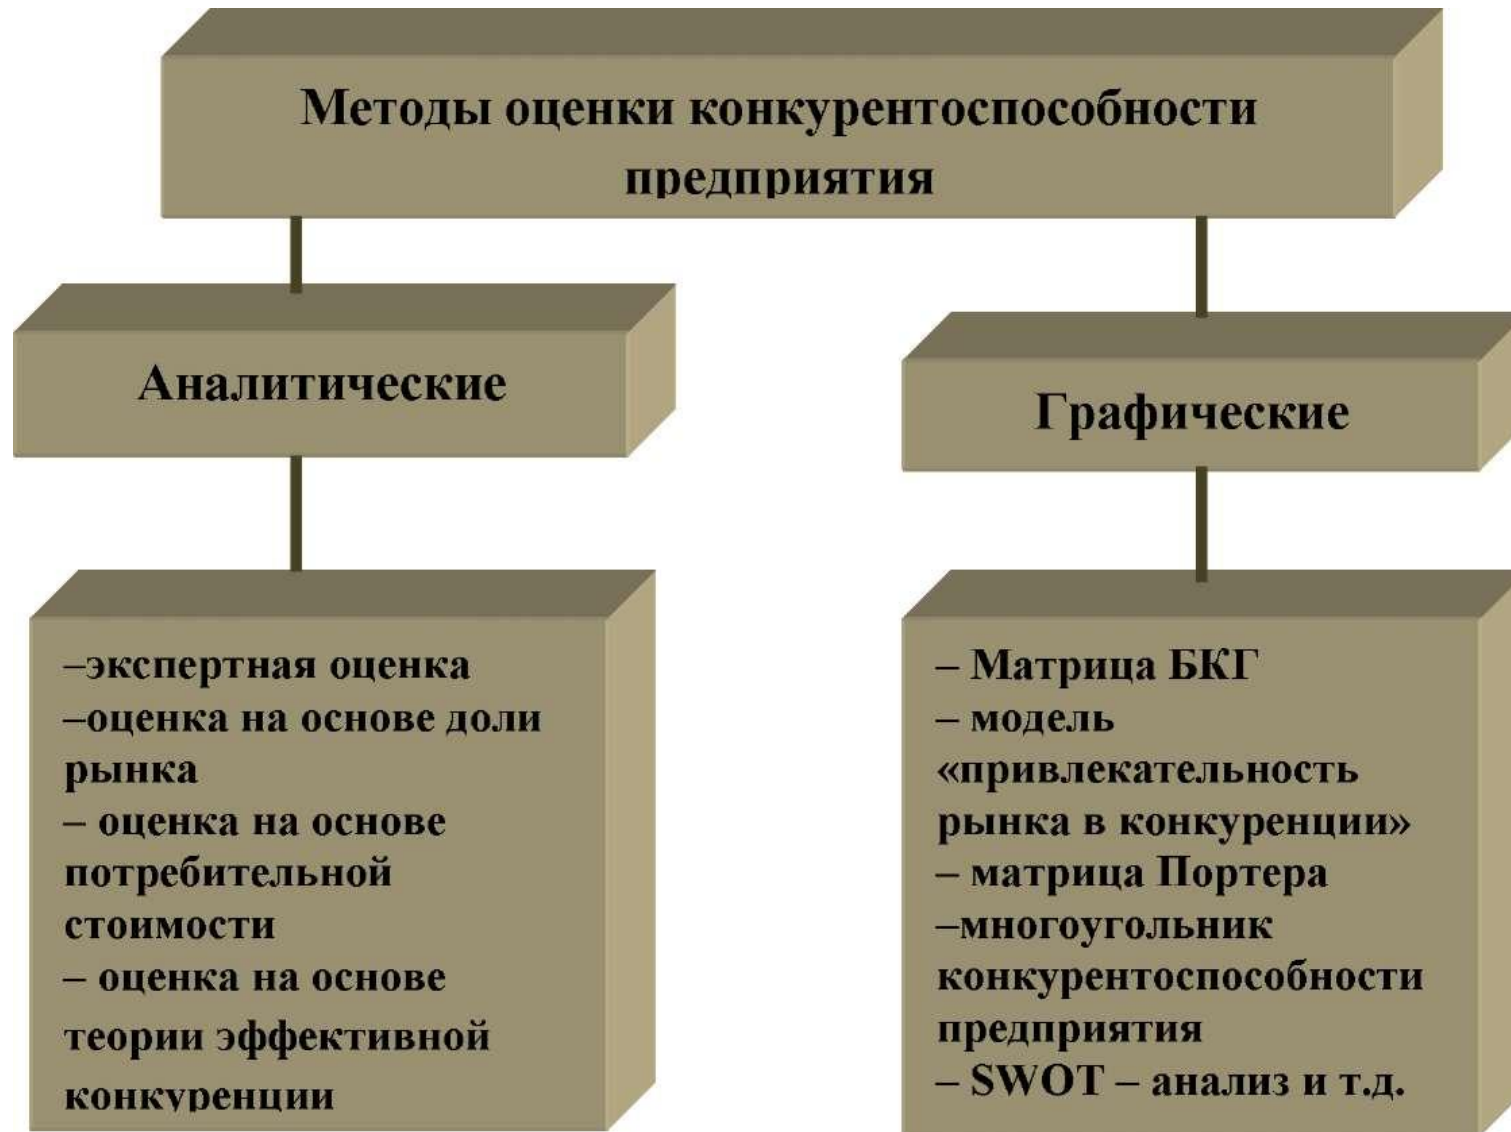 Методы оценки конкурентоспособности
предприятия
Аналитические
Графические
–экспертная оценка
–оценка на основе доли
рынка
– оценка на основе
потребительной
стоимости
– оценка на основе
теории эффективной
конкуренции
– Матрица БКГ
– модель
«привлекательность
рынка в конкуренции»
– матрица Портера
–многоугольник
конкурентоспособности
предприятия
– SWOT – анализ и т.д.